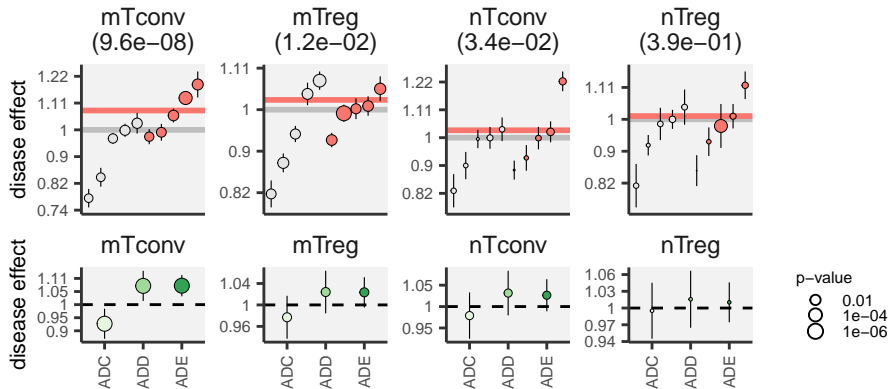 mTconv
(9.6e−08)
mTreg
(1.2e−02)
nTconv
(3.4e−02)
nTreg
(3.9e−01)
disase effect
1.22
1.11
1
0.9
0.82
0.74
1.11
1
0.9
0.82
1.22
1.11
1
0.9
0.82
1.22
1.11
1
0.9
0.82
mTconv
mTreg
nTconv
nTreg
disease effect
1.11
1.05
1
0.95
0.9
1.04
1
0.96
1.05
1
0.95
1.06
1.03
1
0.97
0.94
ADC
ADD
ADE
ADC
ADD
ADE
ADC
ADD
ADE
ADC
ADD
ADE
p−value
0.01
1e−04
1e−06